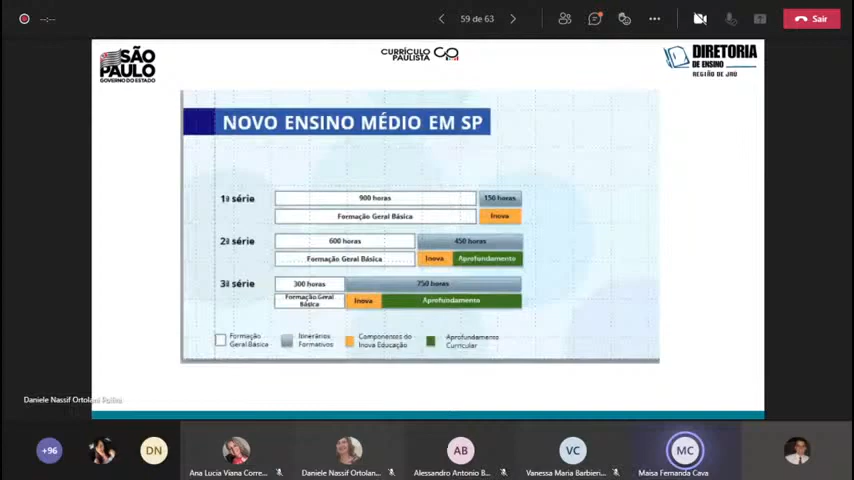 --:--
59 de 63
Sair
SÃO
PAULO
GOVERNO DO ESTADO
CURRÍCULO
PAULISTA
DIRETORIA
DE ENSINO
REGIÃO DE JAÚ
NOVO ENSINO MÉDIO EM SP
1ª série
900 horas
150 horas
Formação Geral Básica
Inova
2ª série
600 horas
450 horas
Formação Geral Básica
Inova
Aprofundamento
3ª série
300 horas
750 horas
Formação Geral
Básica
Inova
Aprofundamento
Formação
Geral Básica
Itinerários
Formativos
Componentes do
Inova Educação
Aprofundamento
Curricular
Daniele Nassif Ortolani
+96
DN
AB
VC
MC
Ana Lucia Viana Corre...
Daniele Nassif Ortolan...
Alessandro Antonio B...
Vanessa Maria Barbieri...
Maisa Fernanda Cava